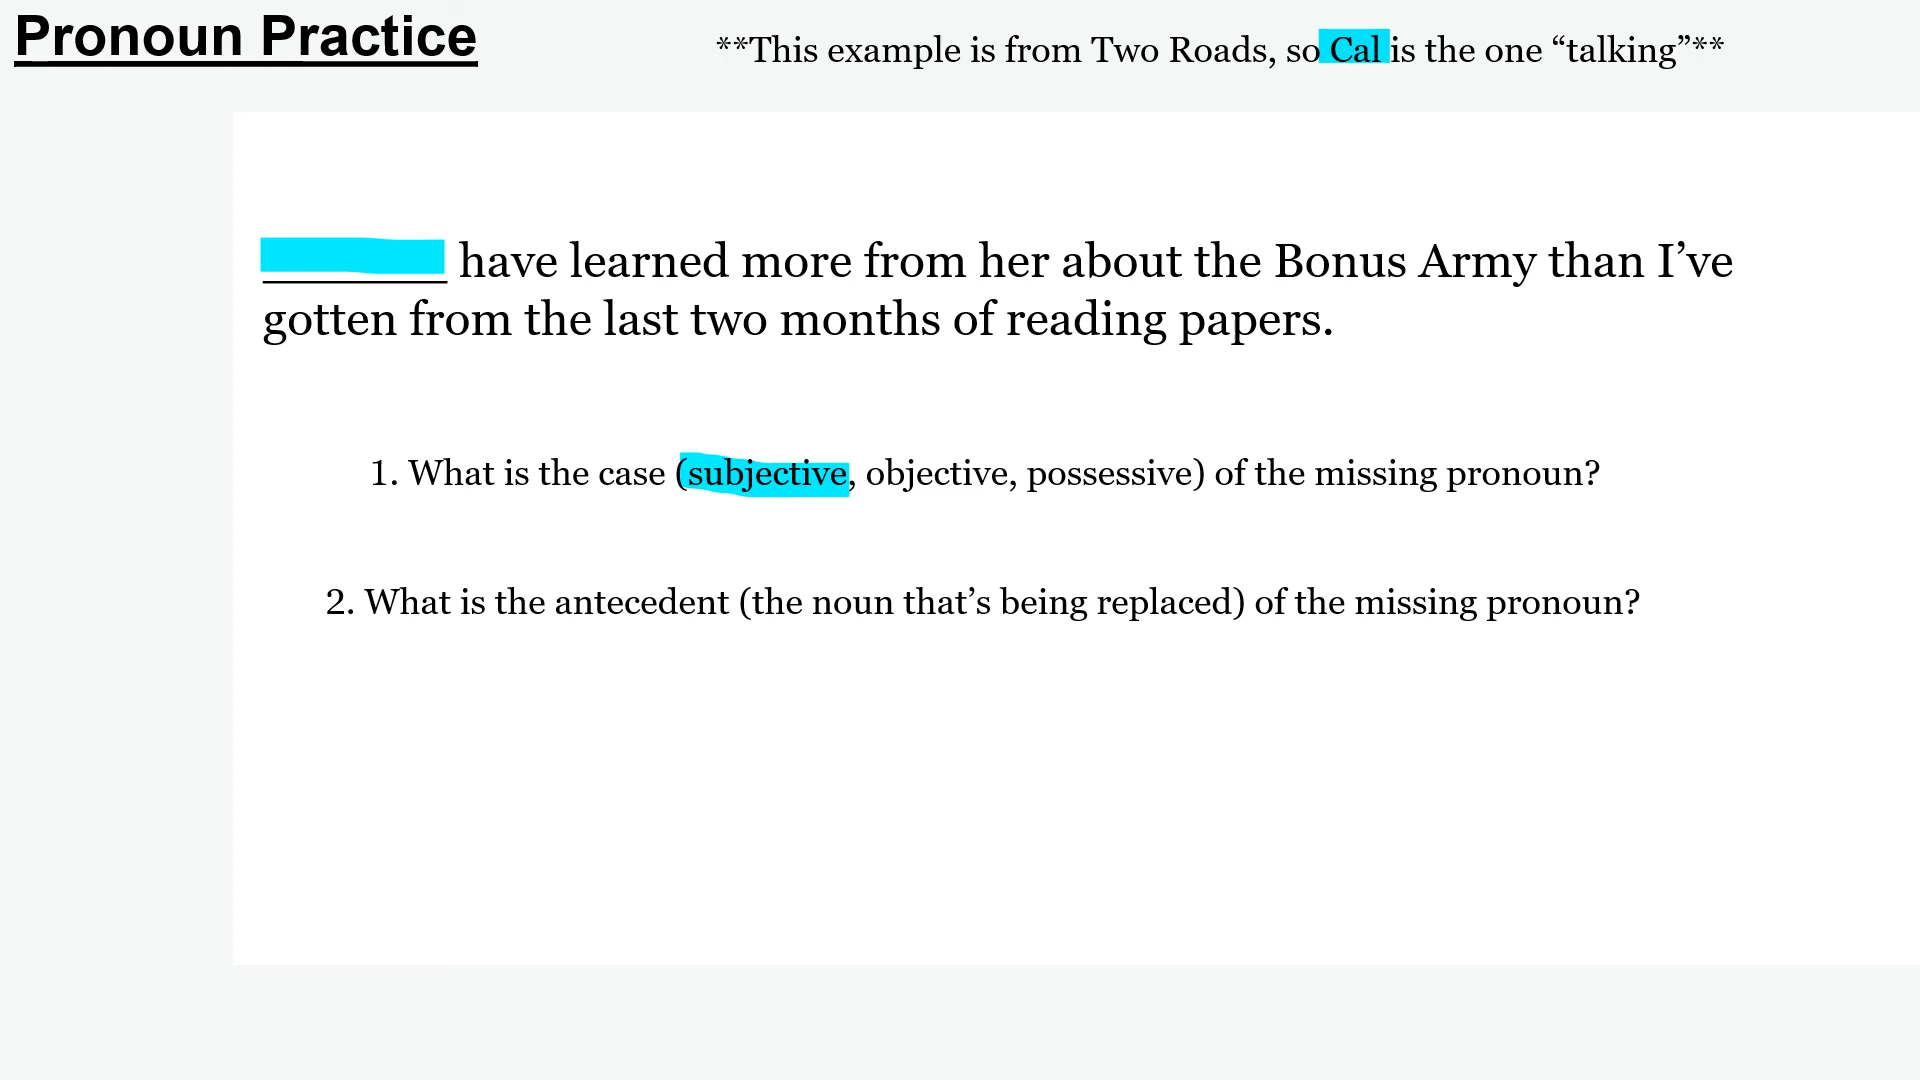 Pronoun Practice
**This example is from Two Roads, so Cal is the one “talking”**
________ have learned more from her about the Bonus Army than I’ve
gotten from the last two months of reading papers.
1. What is the case (subjective, objective, possessive) of the missing pronoun?
2. What is the antecedent (the noun that’s being replaced) of the missing pronoun?